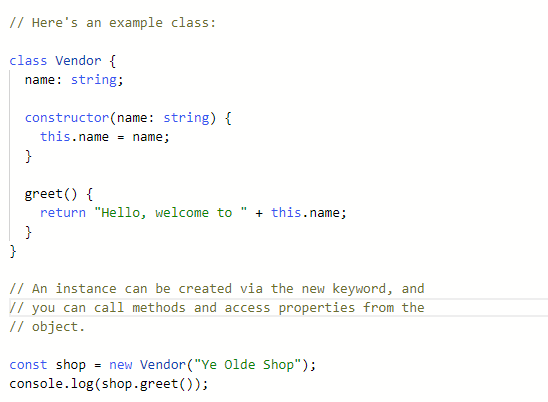 // Here's an example class:
class Vendor {
name: string;
constructor(name: string) {
this.name = name;
}
greet() {
return "Hello, welcome to " + this.name;
}
}
// An instance can be created via the new keyword, and
// you can call methods and access properties from the
// object.
const shop = new Vendor("Ye Olde Shop");
console.log(shop.greet());